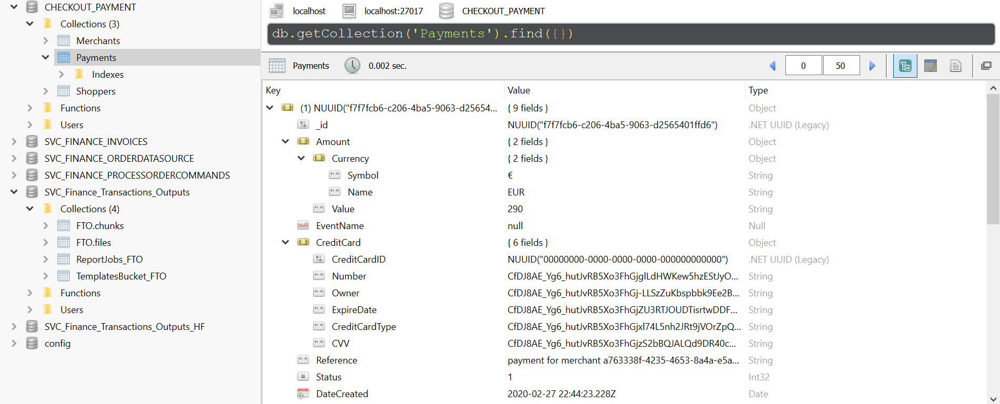 CHECKOUT_PAYMENT
Collections (3)
Merchants
Payments
Indexes
Shoppers
Functions
Users
SVC_FINANCE_INVOICES
SVC_FINANCE_ORDERDATASOURCE
SVC_FINANCE_PROCESSORDERCOMMANDS
SVC_Finance_Transactions_Outputs
Collections (4)
FTO.chunks
FTO.files
ReportJobs_FTO
TemplatesBucket_FTO
Functions
Users
SVC_Finance_Transactions_Outputs_HF
config
localhost localhost:27017 CHECKOUT_PAYMENT
db.getCollection('Payments').find({})
Payments 0.002 sec. 0 50
Key Value Type
(1) NUUID("f7f7fcb6-c206-4ba5-9063-d25654... { 9 fields } Object
_id NUUID("f7f7fcb6-c206-4ba5-9063-d2565401ffd6") .NET UUID (Legacy)
Amount { 2 fields } Object
Currency { 2 fields } Object
Symbol € String
Name EUR String
Value 290 String
EventName null Null
CreditCard { 6 fields } Object
CreditCardID NUUID("00000000-0000-0000-0000-000000000000") .NET UUID (Legacy)
Number CfDJ8AE_Yg6_hutJvRB5Xo3FhGjglLdHWKew5hzEStJyO... String
Owner CfDJ8AE_Yg6_hutJvRB5Xo3FhGj-LLSzZuKbspbbk9Ee2B... String
ExpireDate CfDJ8AE_Yg6_hutJvRB5Xo3FhGjZU3RTJOUDTisrtwDDF... String
CreditCardType CfDJ8AE_Yg6_hutJvRB5Xo3FhGjxl74L5nh2JRt9jVOrZpQ... String
CVV CfDJ8AE_Yg6_hutJvRB5Xo3FhGjzS2bBQJALQd9DR40c... String
Reference payment for merchant a763338f-4235-4653-8a4a-e5a... String
Status 1 Int32
DateCreated 2020-02-27 22:44:23.228Z Date